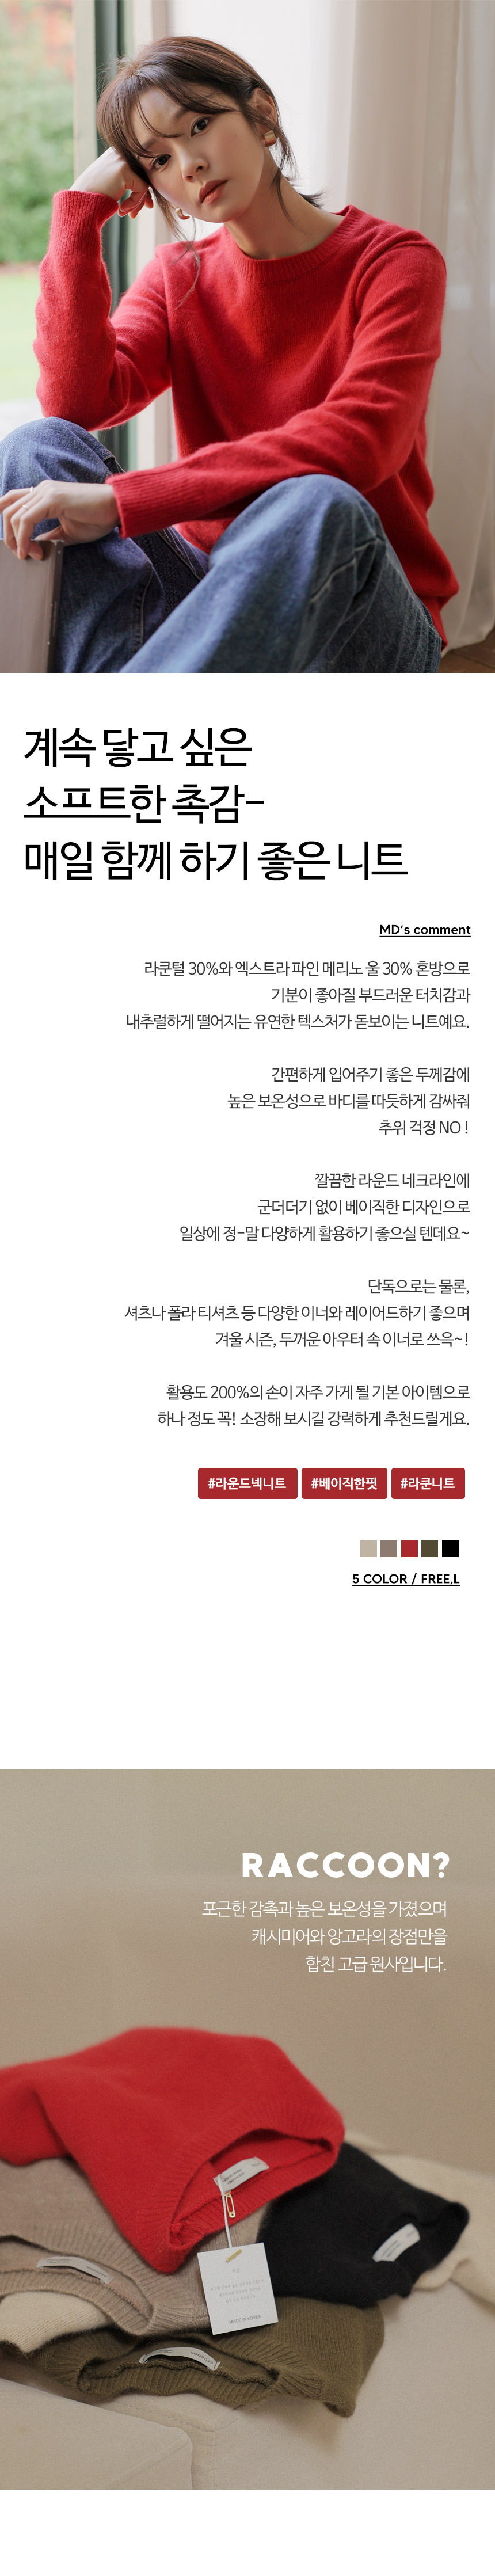 계속 닿고 싶은
소프트한 촉감-
매일 함께 하기 좋은 니트
MD's comment
라쿤털 30%와 엑스트라 파인 메리노 울 30% 혼방으로
기분이 좋아질 부드러운 터치감과
내추럴하게 떨어지는 유연한 텍스처가 돋보이는 니트예요.
간편하게 입어주기 좋은 두께감에
높은 보온성으로 바디를 따듯하게 감싸줘
추위 걱정 NO !
깔끔한 라운드 네크라인에
군더더기 없이 베이직한 디자인으로
일상에 정-말 다양하게 활용하기 좋으실 텐데요~
단독으로는 물론,
셔츠나 폴라 티셔츠 등 다양한 이너와 레이어드하기 좋으며
겨울 시즌, 두꺼운 아우터 속 이너로 쓰윽~!
활용도 200%의 손이 자주 가게 될 기본 아이템으로
하나 정도 꼭! 소장해 보시길 강력하게 추천드릴게요.
#라운드넥니트 #베이직한핏 #라쿤니트
5 COLOR / FREE,L
RACCOON?
포근한 감촉과 높은 보온성을 가졌으며
캐시미어와 앙고라의 장점만을
합친 고급 원사입니다.
MADE IN KOREA